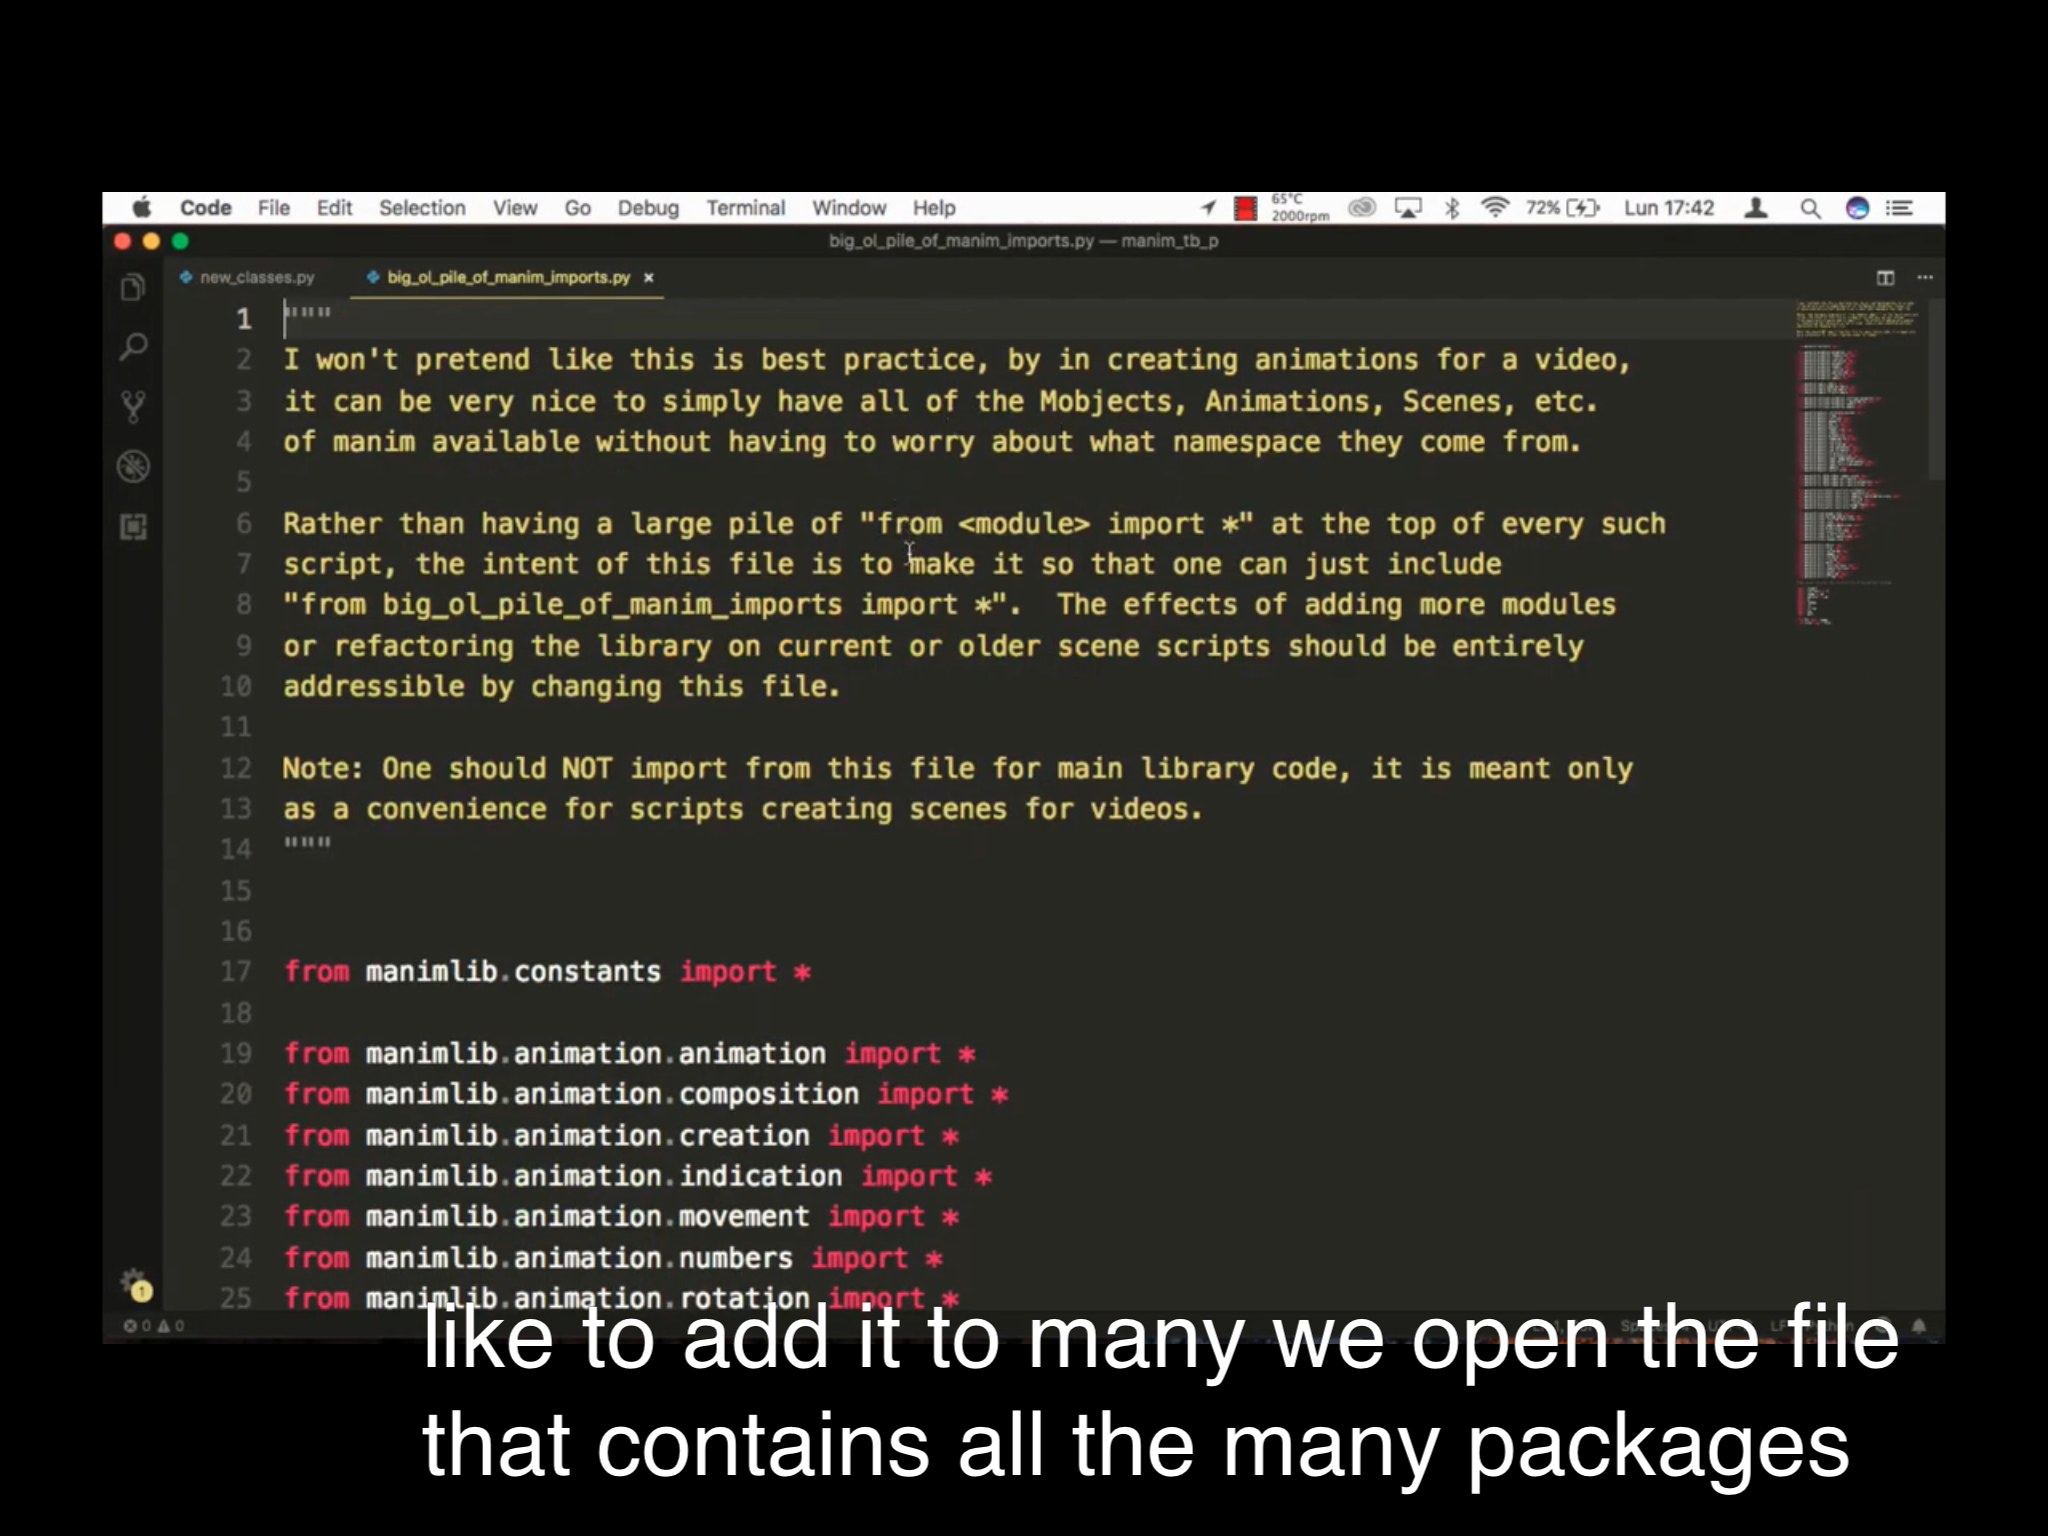 Code File Edit Selection View Go Debug Terminal Window Help 65°C 2000rpm 72% Lun 17:42
big_ol_pile_of_manim_imports.py — manim_tb_p
new_classes.py big_ol_pile_of_manim_imports.py ×
1 """
2 I won't pretend like this is best practice, by in creating animations for a video,
3 it can be very nice to simply have all of the Mobjects, Animations, Scenes, etc.
4 of manim available without having to worry about what namespace they come from.
5
6 Rather than having a large pile of "from <module> import *" at the top of every such
7 script, the intent of this file is to make it so that one can just include
8 "from big_ol_pile_of_manim_imports import *".  The effects of adding more modules
9 or refactoring the library on current or older scene scripts should be entirely
10 addressible by changing this file.
11
12 Note: One should NOT import from this file for main library code, it is meant only
13 as a convenience for scripts creating scenes for videos.
14 """
15
16
17 from manimlib.constants import *
18
19 from manimlib.animation.animation import *
20 from manimlib.animation.composition import *
21 from manimlib.animation.creation import *
22 from manimlib.animation.indication import *
23 from manimlib.animation.movement import *
24 from manimlib.animation.numbers import *
25 from manimlib.animation.rotation import *
1
0 0
like to add it to many we open the file
that contains all the many packages